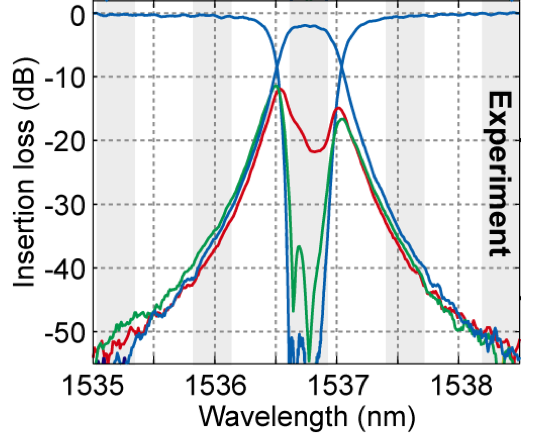 0
-10
-20
-30
-40
-50
Insertion loss (dB)
Experiment
1535 1536 1537 1538
Wavelength (nm)